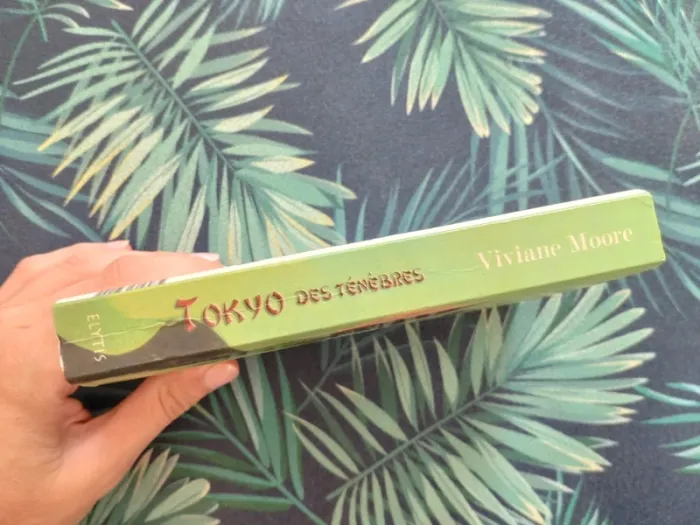 ELYTIS
TOKYO DES TÉNÈBRES
Viviane Moore